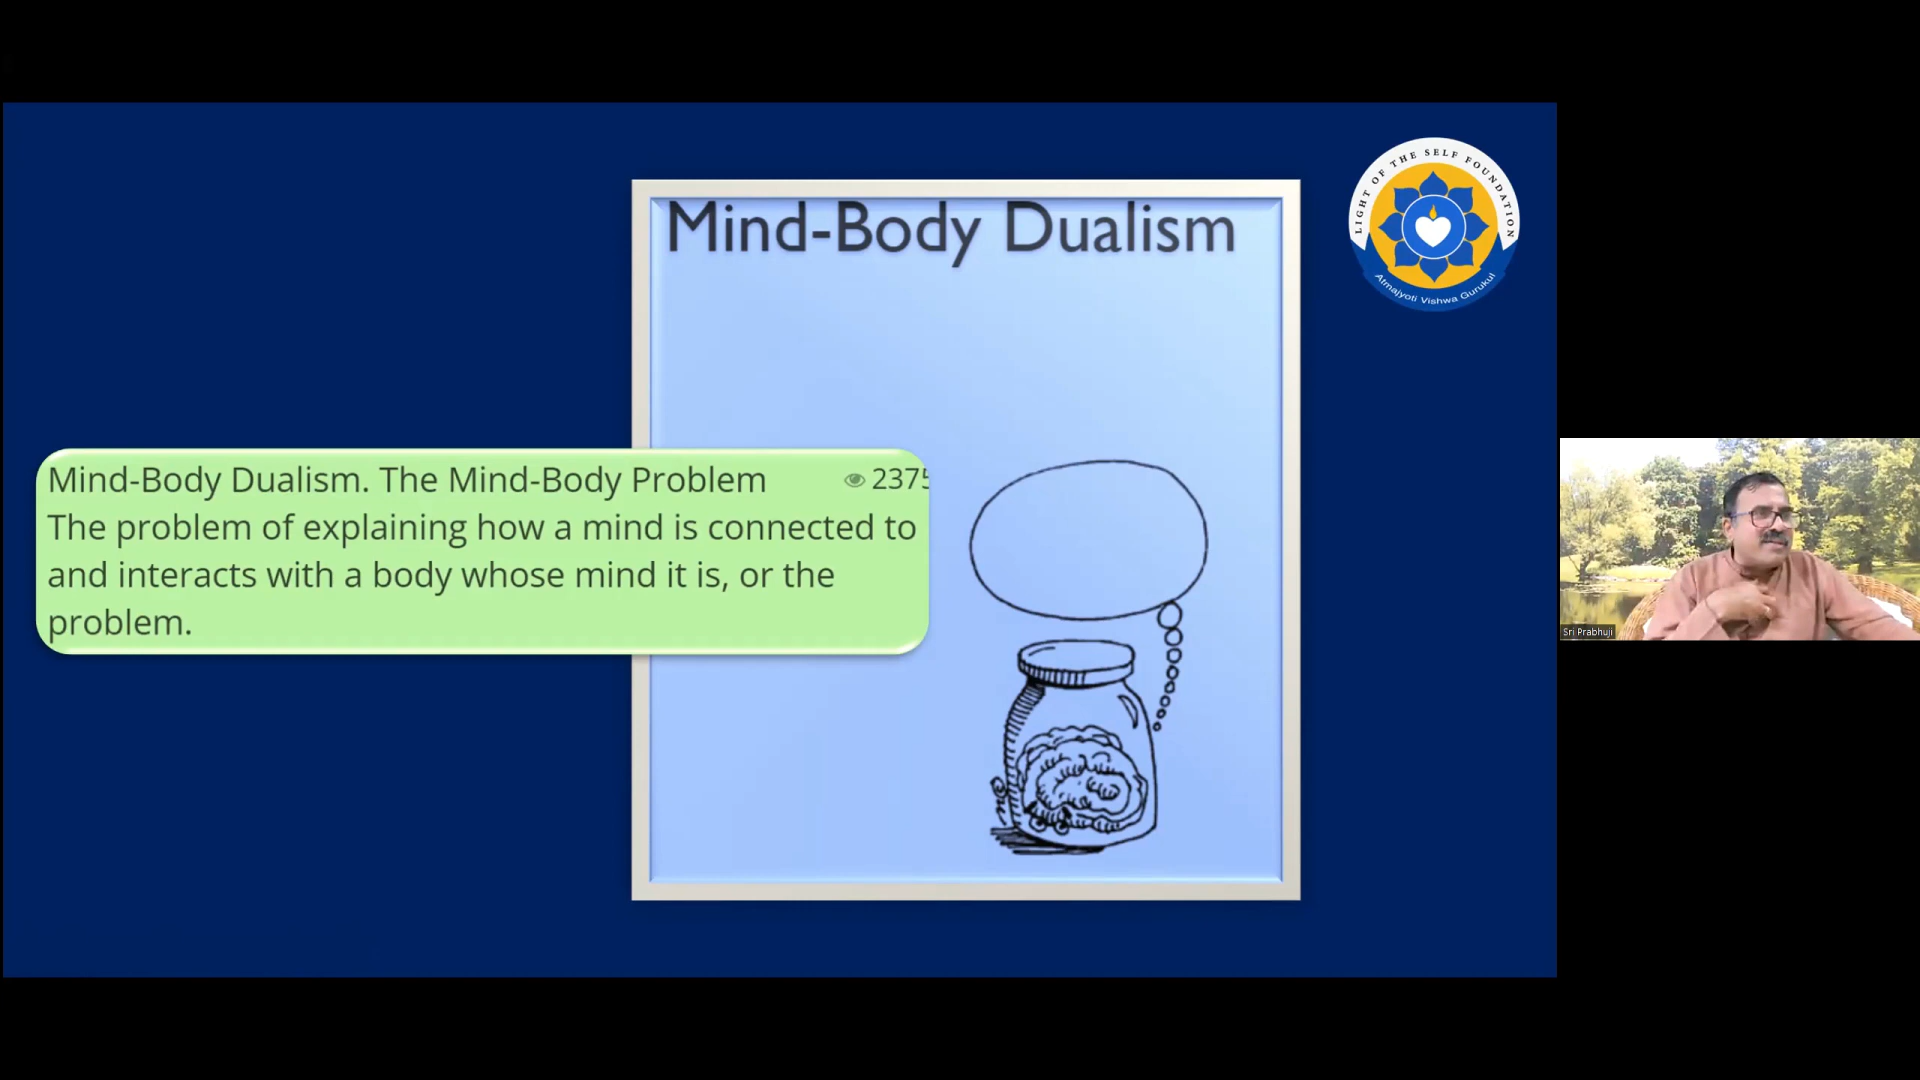 Mind-Body Dualism
LIGHT OF THE SELF FOUNDATION
Atmajyoti Vishwa Gurukul
Mind-Body Dualism. The Mind-Body Problem
2375
The problem of explaining how a mind is connected to
and interacts with a body whose mind it is, or the
problem.
Sri Prabhuji